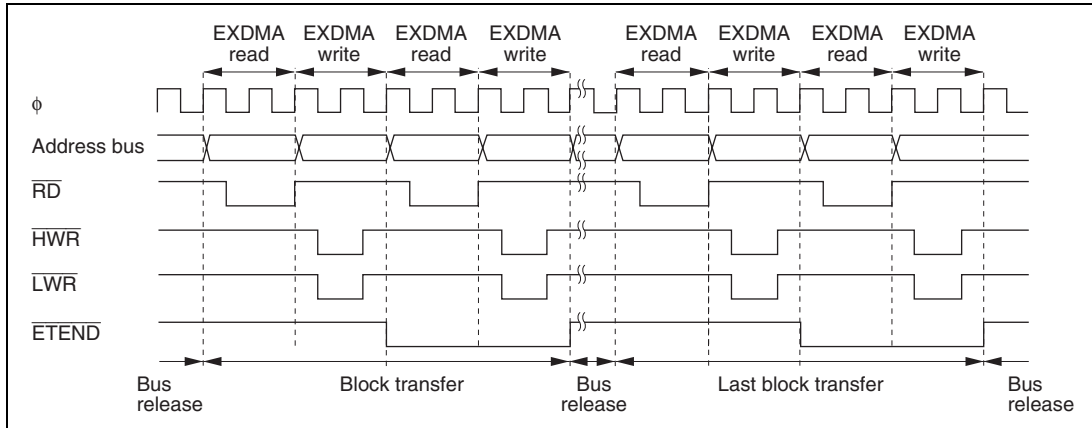 EXDMA EXDMA EXDMA EXDMA EXDMA EXDMA EXDMA EXDMA
read write read write read write read write
ϕ
Address bus
RD
HWR
LWR
ETEND
Bus Block transfer Bus Last block transfer Bus
release release release